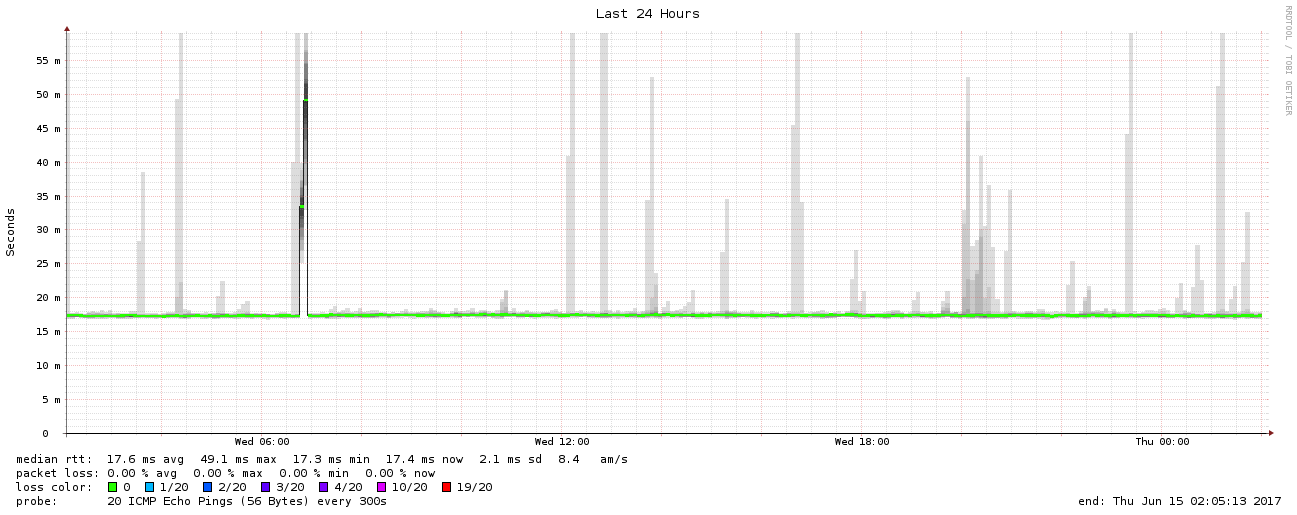 Last 24 Hours
RRDTOOL / TOBI OETIKER
Seconds
55 m
50 m
45 m
40 m
35 m
30 m
25 m
20 m
15 m
10 m
5 m
0
Wed 06:00 Wed 12:00 Wed 18:00 Thu 00:00
median rtt: 17.6 ms avg 49.1 ms max 17.3 ms min 17.4 ms now 2.1 ms sd 8.4 am/s
packet loss: 0.00 % avg 0.00 % max 0.00 % min 0.00 % now
loss color: 0 1/20 2/20 3/20 4/20 10/20 19/20
probe: 20 ICMP Echo Pings (56 Bytes) every 300s end: Thu Jun 15 02:05:13 2017